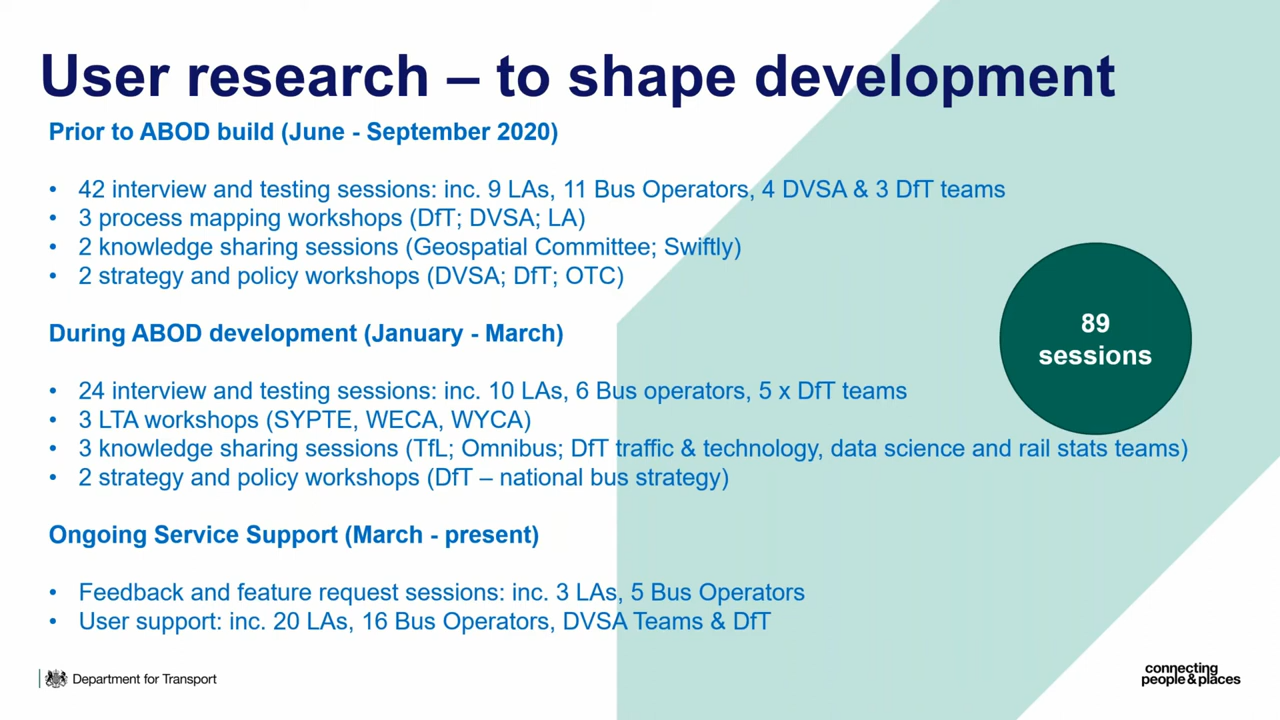 User research – to shape development
Prior to ABOD build (June - September 2020)
• 42 interview and testing sessions: inc. 9 LAs, 11 Bus Operators, 4 DVSA & 3 DfT teams
• 3 process mapping workshops (DfT; DVSA; LA)
• 2 knowledge sharing sessions (Geospatial Committee; Swiftly)
• 2 strategy and policy workshops (DVSA; DfT; OTC)
During ABOD development (January - March)
• 24 interview and testing sessions: inc. 10 LAs, 6 Bus operators, 5 x DfT teams
• 3 LTA workshops (SYPTE, WECA, WYCA)
• 3 knowledge sharing sessions (TfL; Omnibus; DfT traffic & technology, data science and rail stats teams)
• 2 strategy and policy workshops (DfT – national bus strategy)
Ongoing Service Support (March - present)
• Feedback and feature request sessions: inc. 3 LAs, 5 Bus Operators
• User support: inc. 20 LAs, 16 Bus Operators, DVSA Teams & DfT
89
sessions
Department for Transport
connecting
people&places